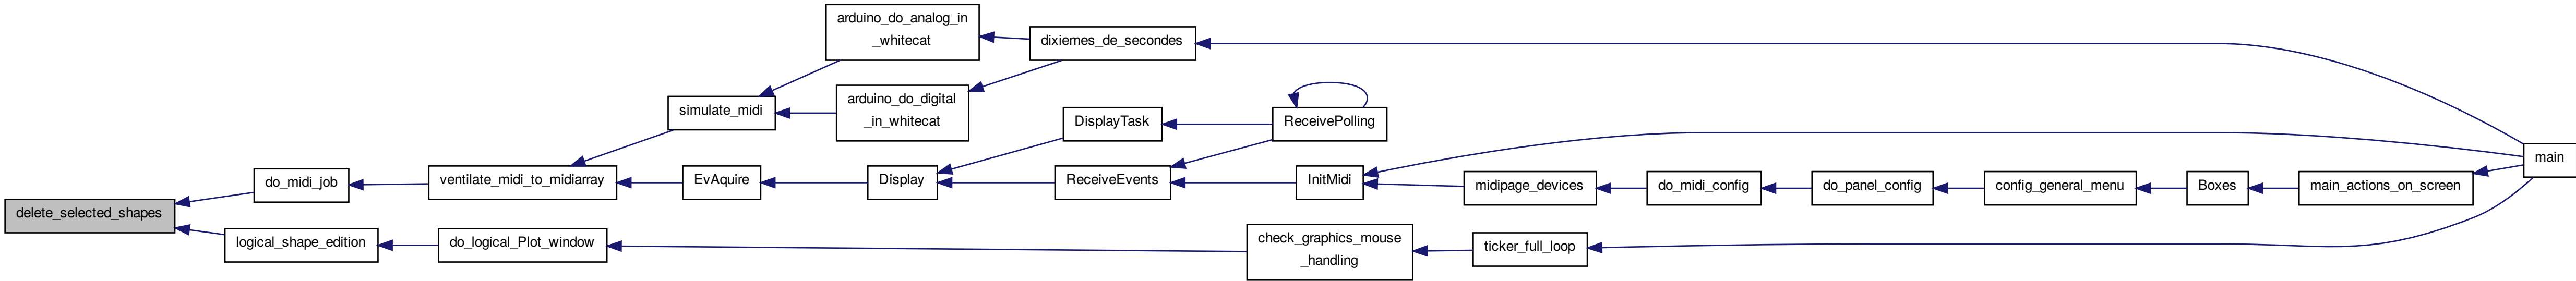 arduino_do_analog_in
_whitecat
dixiemes_de_secondes
simulate_midi
arduino_do_digital
_in_whitecat
DisplayTask
ReceivePolling
main
do_midi_job
ventilate_midi_to_midiarray
EvAquire
Display
ReceiveEvents
InitMidi
midipage_devices
do_midi_config
do_panel_config
config_general_menu
Boxes
main_actions_on_screen
delete_selected_shapes
logical_shape_edition
do_logical_Plot_window
check_graphics_mouse
_handling
ticker_full_loop